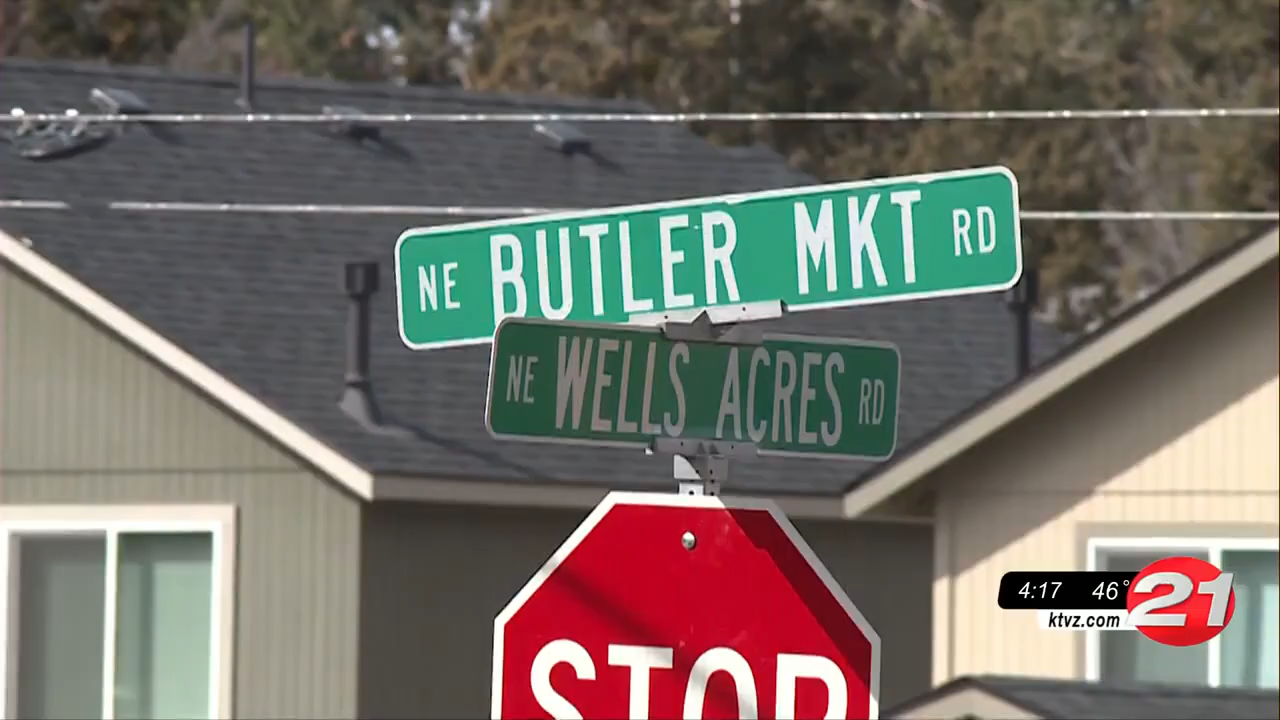 NE BUTLER MKT RD
NE WELLS ACRES RD
STOP
4:17 46°
21
ktvz.com